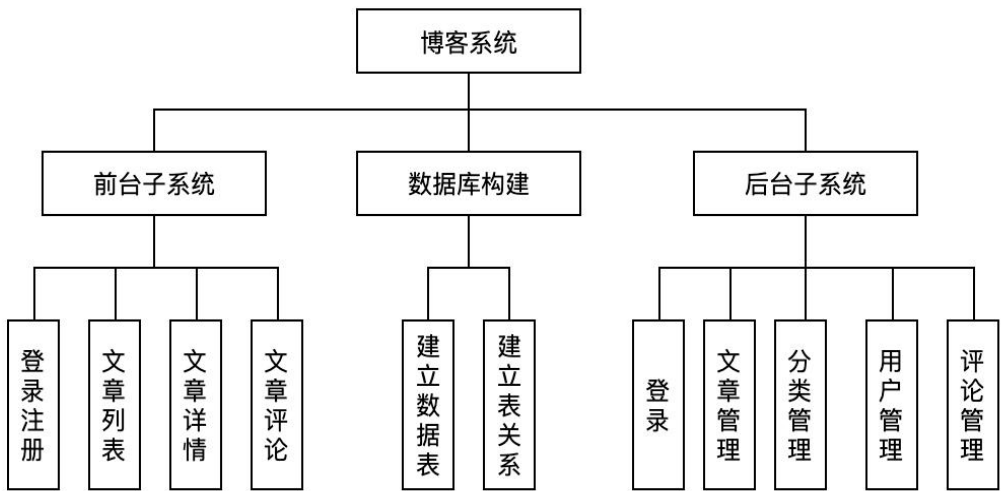 博客系统
前台子系统
数据库构建
后台子系统
登录注册
文章列表
文章详情
文章评论
建立数据表
建立表关系
登录
文章管理
分类管理
用户管理
评论管理